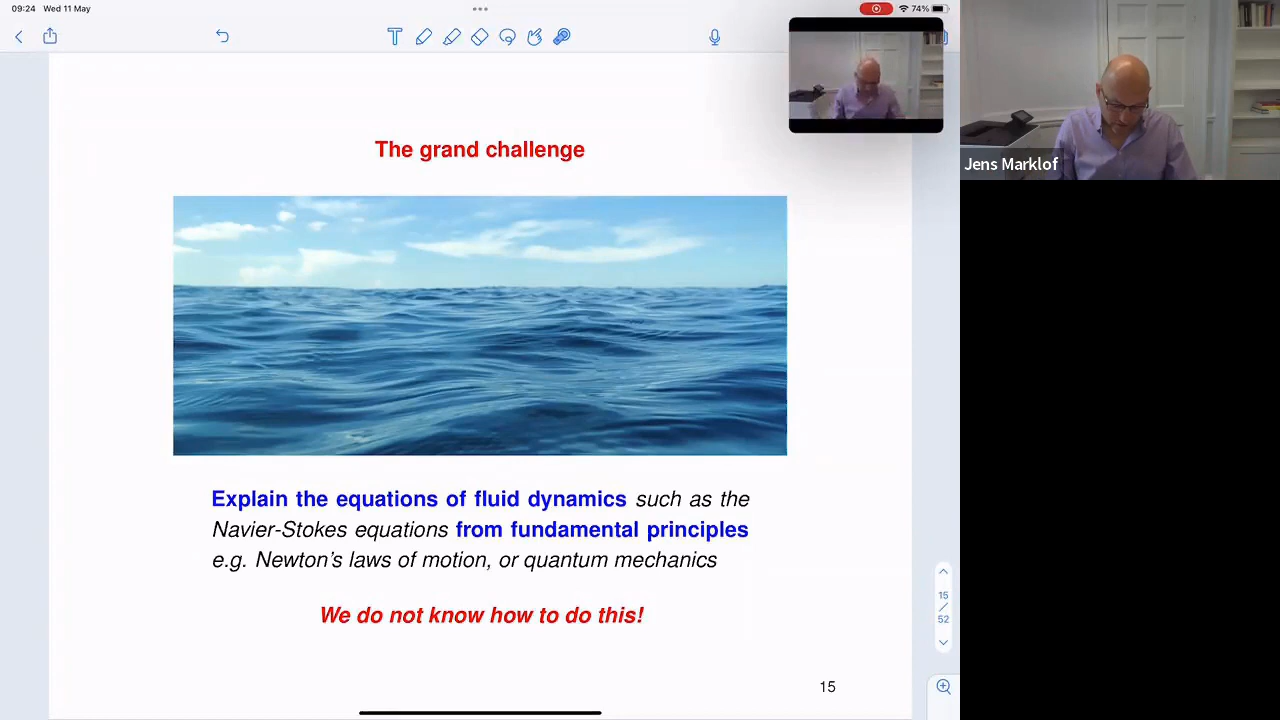 09:24 Wed 11 May
74%
The grand challenge
Jens Marklof
Explain the equations of fluid dynamics such as the
Navier-Stokes equations from fundamental principles
e.g. Newton's laws of motion, or quantum mechanics
We do not know how to do this!
15
/
52
15